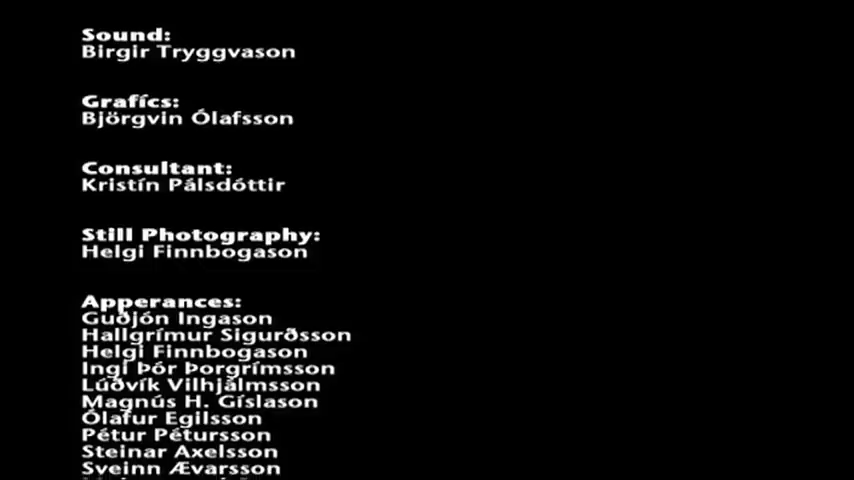 Sound:
Birgir Tryggvason
Grafícs:
Björgvin Ólafsson
Consultant:
Kristín Pálsdóttir
Still Photography:
Helgi Finnbogason
Apperances:
Guðjón Ingason
Hallgrímur Sigurðsson
Helgi Finnbogason
Ingi Þór Þorgrímsson
Lúðvík Vilhjálmsson
Magnús H. Gíslason
Ólafur Egilsson
Pétur Pétursson
Steinar Axelsson
Sveinn Ævarsson